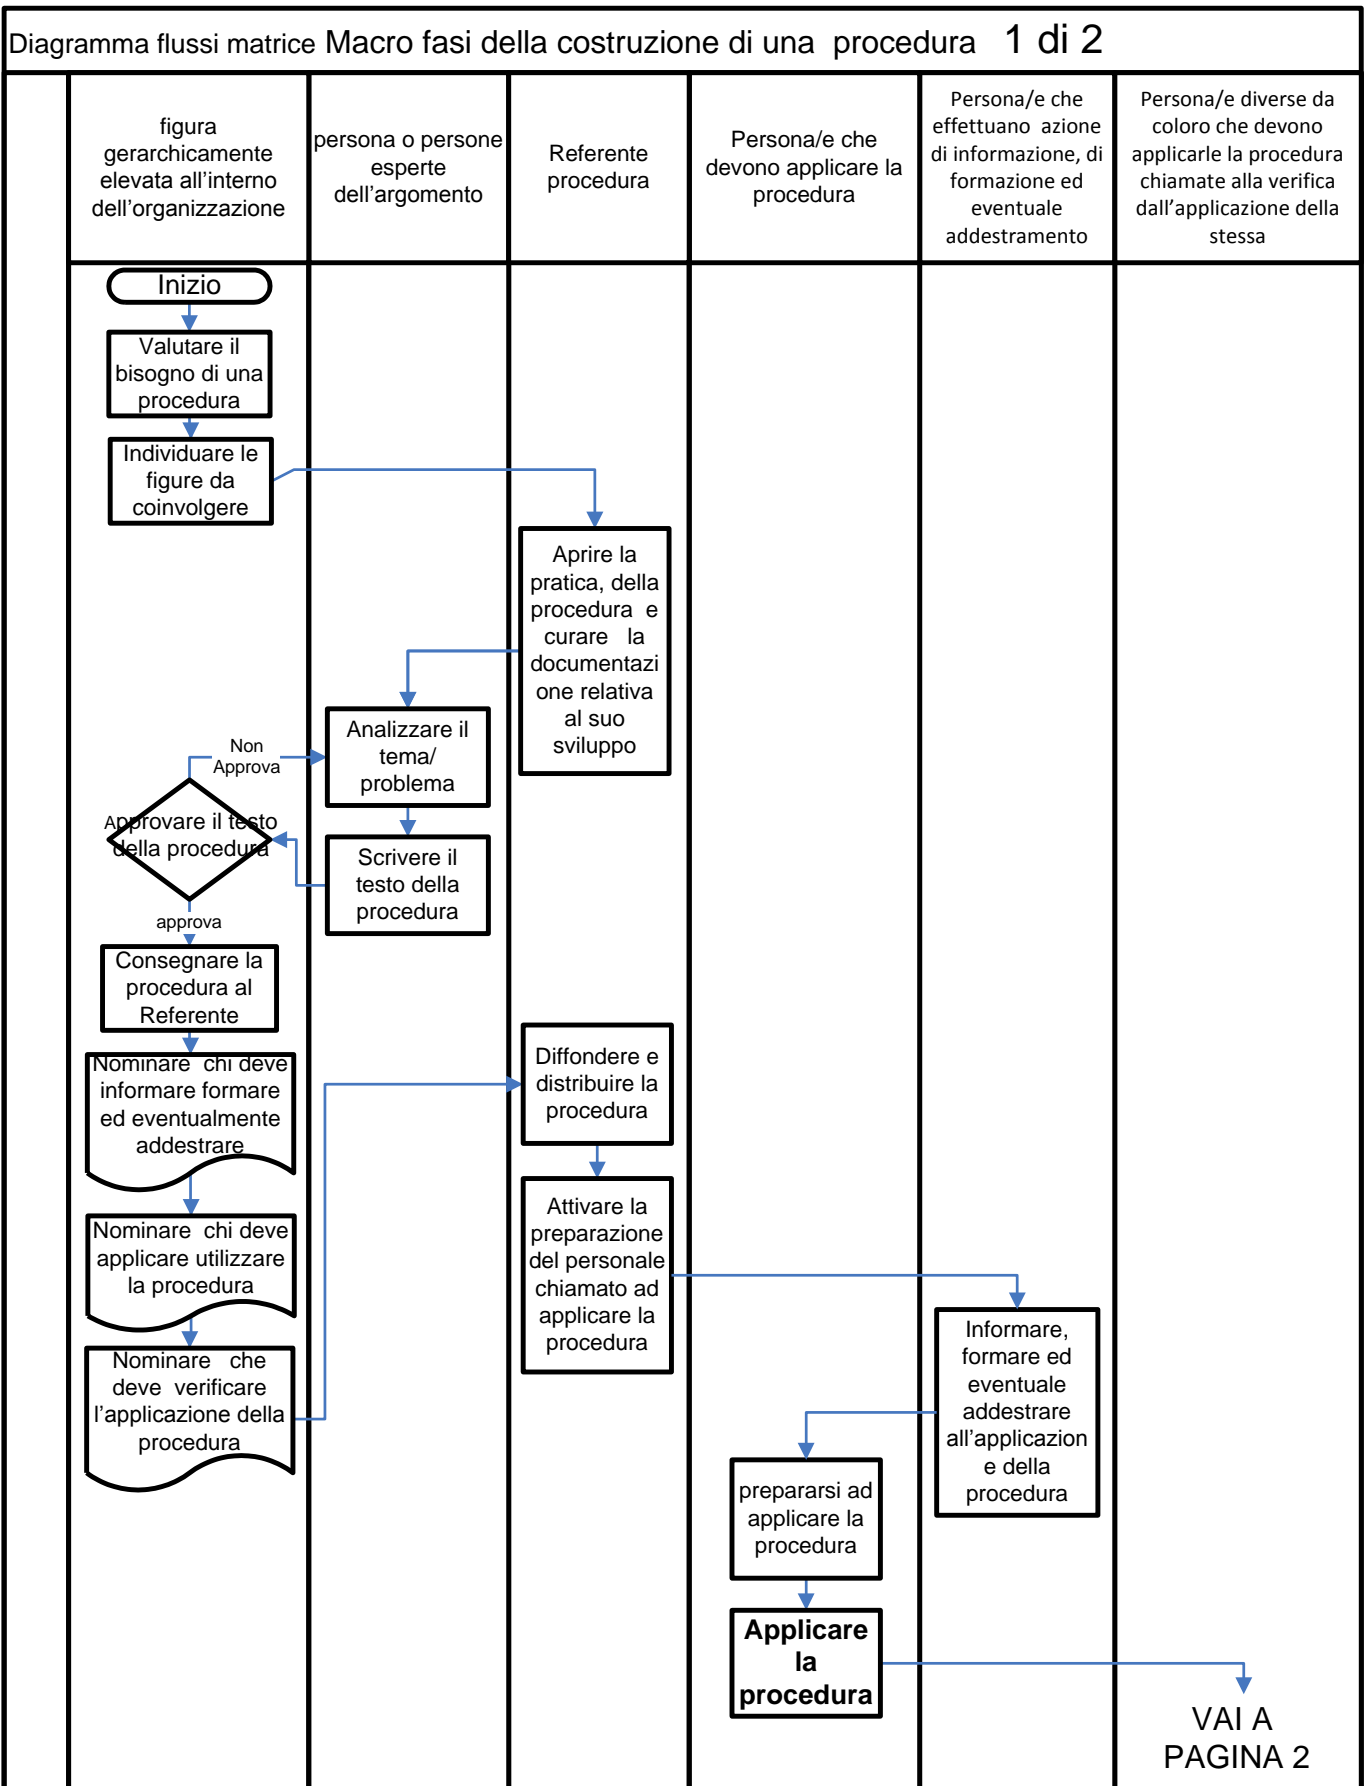 Diagramma flussi matrice Macro fasi della costruzione di una procedura 1 di 2
figura
gerarchicamente
elevata all’interno
dell’organizzazione
persona o persone
esperte
dell’argomento
Referente
procedura
Persona/e che
devono applicare la
procedura
Persona/e che
effettuano azione
di informazione, di
formazione ed
eventuale
addestramento
Persona/e diverse da
coloro che devono
applicarle la procedura
chiamate alla verifica
dall’applicazione della
stessa
Inizio
Valutare il
bisogno di una
procedura
Individuare le
figure da
coinvolgere
Aprire la
pratica, della
procedura e
curare la
documentazi
one relativa
al suo
sviluppo
Analizzare il
tema/
problema
Non
Approva
Approvare il testo
della procedura
Scrivere il
testo della
procedura
approva
Consegnare la
procedura al
Referente
Nominare chi deve
informare formare
ed eventualmente
addestrare
Nominare chi deve
applicare utilizzare
la procedura
Nominare che
deve verificare
l’applicazione della
procedura
Diffondere e
distribuire la
procedura
Attivare la
preparazione
del personale
chiamato ad
applicare la
procedura
Informare,
formare ed
eventuale
addestrare
all’applicazion
e della
procedura
prepararsi ad
applicare la
procedura
Applicare
la
procedura
VAI A
PAGINA 2